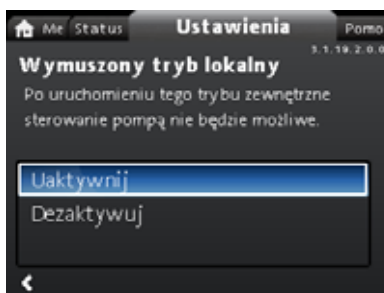 Me Status Ustawienia Pomo
3.1.19.2.0.0
Wymuszony tryb lokalny
Po uruchomieniu tego trybu zewnętrzne
sterowanie pompą nie będzie możliwe.
Uaktywnij
Dezaktywuj